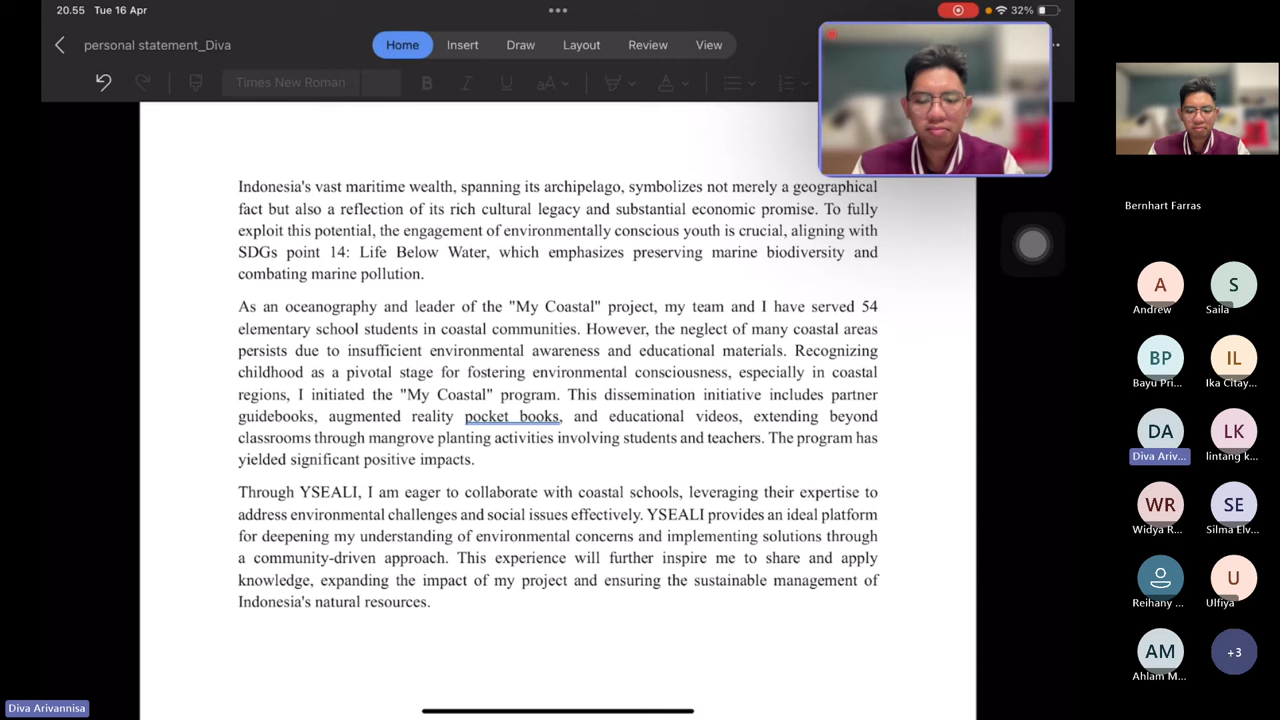 20.55 Tue 16 Apr
32%
personal statement_Diva
Home Insert Draw Layout Review View
Times New Roman
B I U aA A
Indonesia's vast maritime wealth, spanning its archipelago, symbolizes not merely a geographical
fact but also a reflection of its rich cultural legacy and substantial economic promise. To fully
exploit this potential, the engagement of environmentally conscious youth is crucial, aligning with
SDGs point 14: Life Below Water, which emphasizes preserving marine biodiversity and
combating marine pollution.
As an oceanography and leader of the "My Coastal" project, my team and I have served 54
elementary school students in coastal communities. However, the neglect of many coastal areas
persists due to insufficient environmental awareness and educational materials. Recognizing
childhood as a pivotal stage for fostering environmental consciousness, especially in coastal
regions, I initiated the "My Coastal" program. This dissemination initiative includes partner
guidebooks, augmented reality pocket books, and educational videos, extending beyond
classrooms through mangrove planting activities involving students and teachers. The program has
yielded significant positive impacts.
Through YSEALI, I am eager to collaborate with coastal schools, leveraging their expertise to
address environmental challenges and social issues effectively. YSEALI provides an ideal platform
for deepening my understanding of environmental concerns and implementing solutions through
a community-driven approach. This experience will further inspire me to share and apply
knowledge, expanding the impact of my project and ensuring the sustainable management of
Indonesia's natural resources.
Diva Arivannisa
Bernhart Farras
A S
Andrew Saila
BP IL
Bayu Pri... Ika Citay...
DA LK
Diva Ariv... lintang k...
WR SE
Widya R... Silma Elv...
U
Reihany ... Ulfiya
AM +3
Ahlam M...